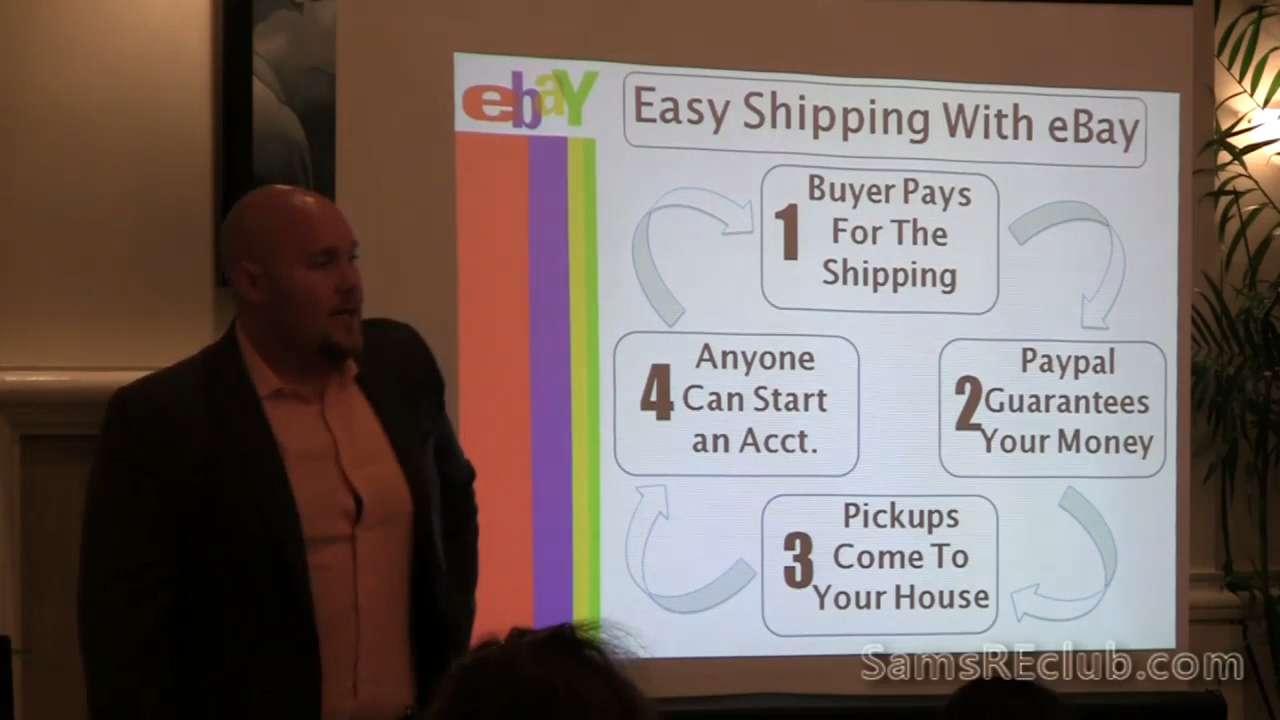 ebaY
Easy Shipping With eBay
1
Buyer Pays
For The
Shipping
2
Paypal
Guarantees
Your Money
3
Pickups
Come To
Your House
4
Anyone
Can Start
an Acct.
SamsREclub.com